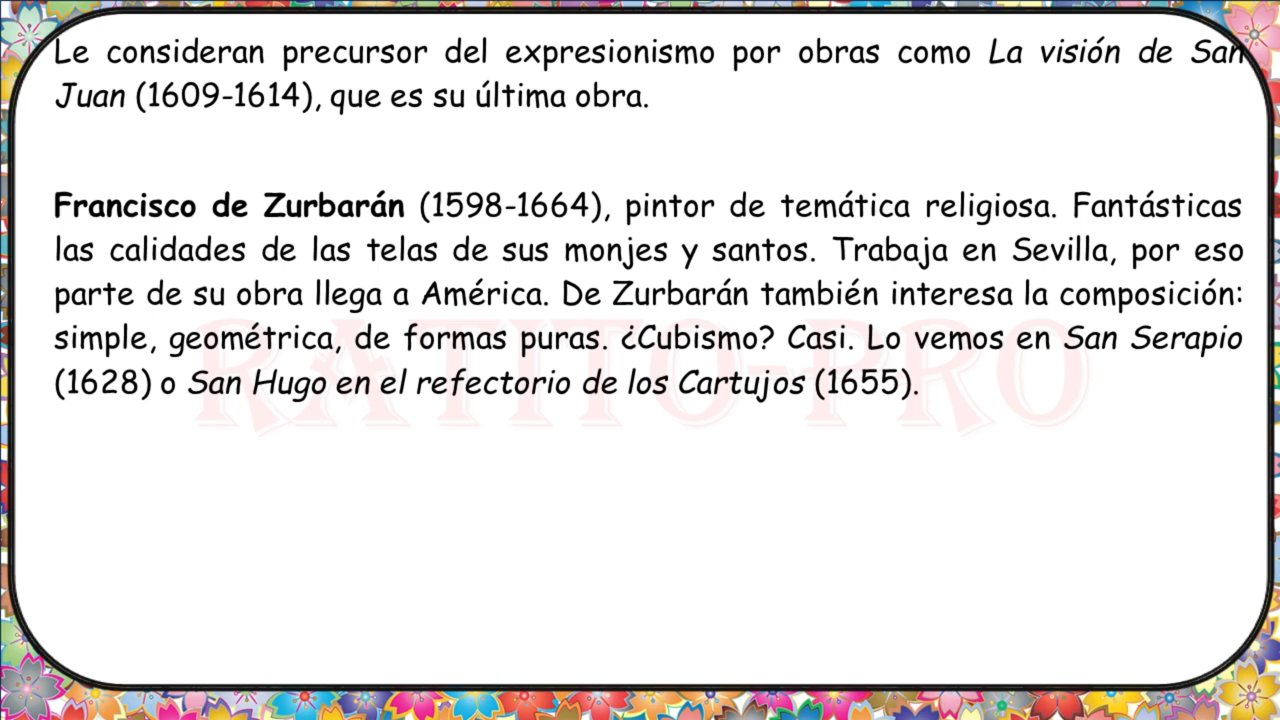 Le consideran precursor del expresionismo por obras como La visión de San
Juan (1609-1614), que es su última obra.
Francisco de Zurbarán (1598-1664), pintor de temática religiosa. Fantásticas
las calidades de las telas de sus monjes y santos. Trabaja en Sevilla, por eso
parte de su obra llega a América. De Zurbarán también interesa la composición:
simple, geométrica, de formas puras. ¿Cubismo? Casi. Lo vemos en San Serapio
(1628) o San Hugo en el refectorio de los Cartujos (1655).
RATITO-PRO